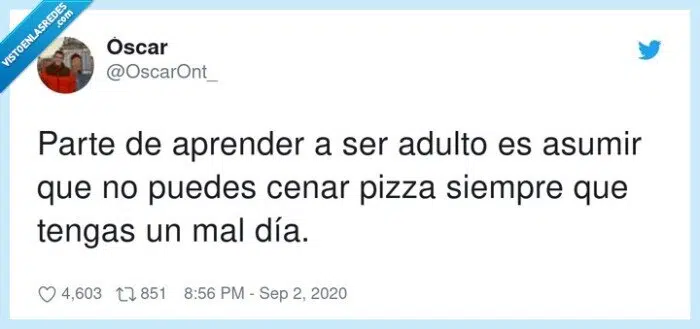 VISTOENLASREDES
.com
Óscar
@OscarOnt_
Parte de aprender a ser adulto es asumir
que no puedes cenar pizza siempre que
tengas un mal día.
4,603 851 8:56 PM - Sep 2, 2020